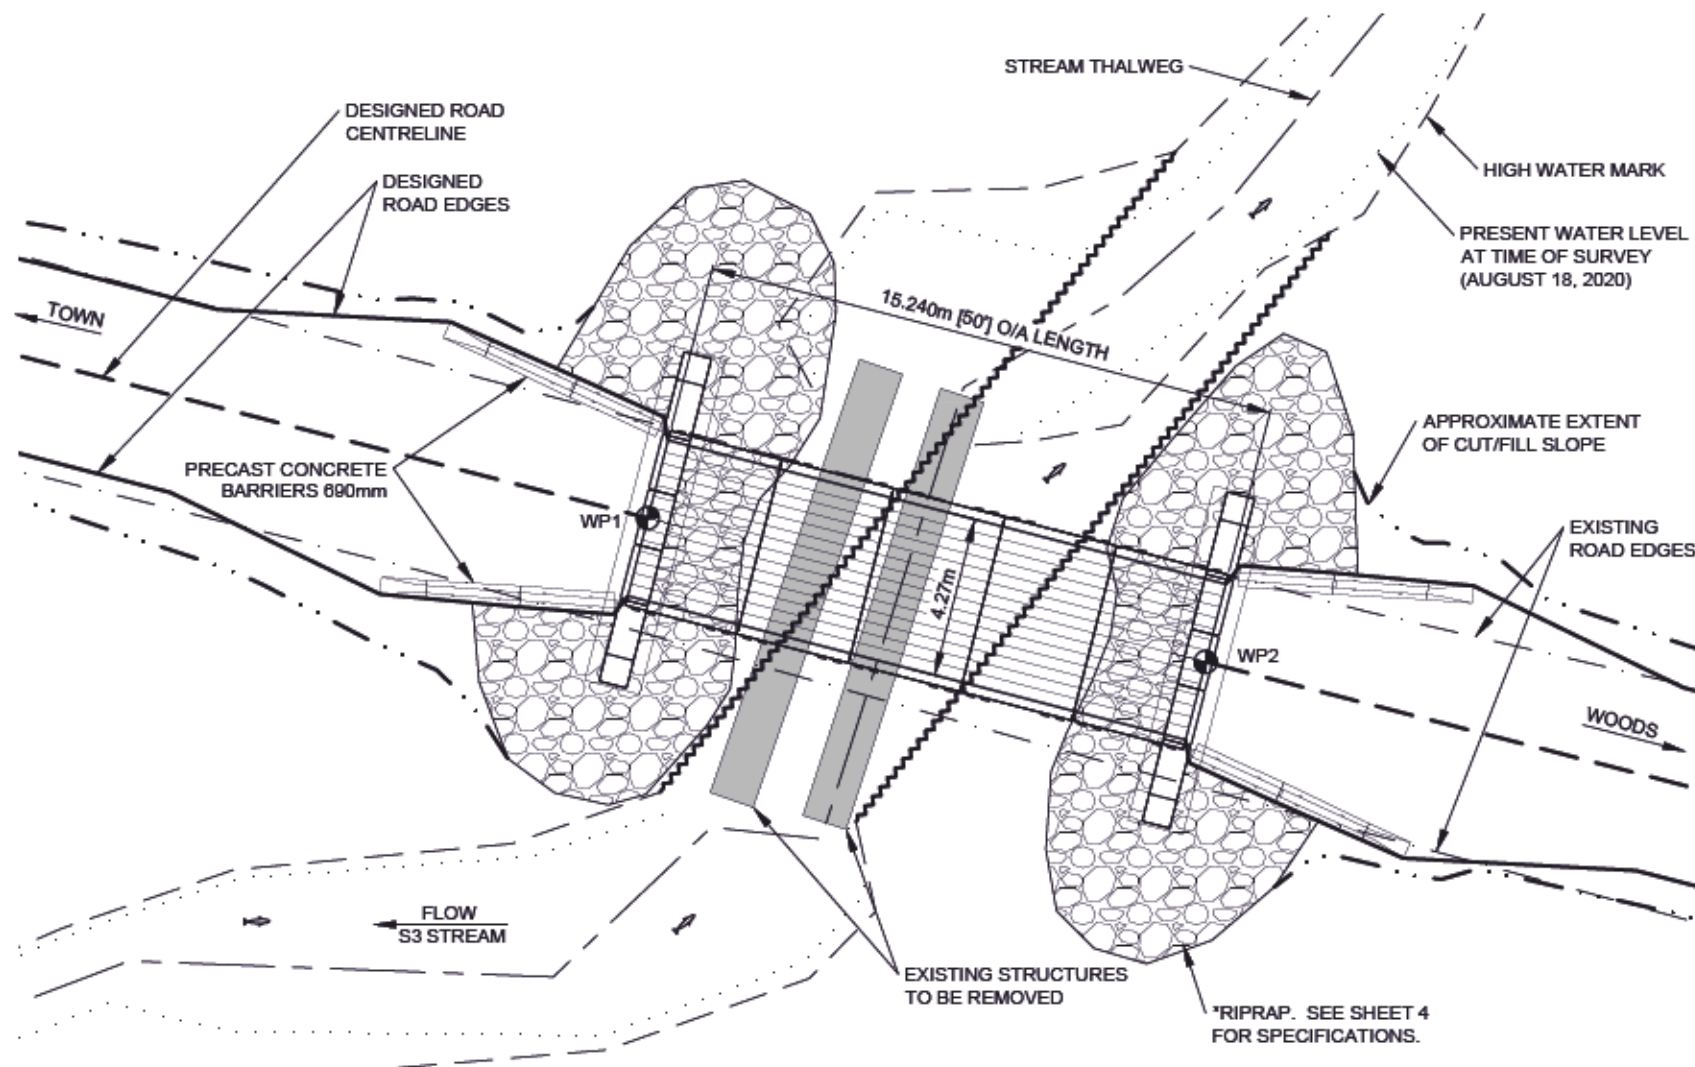 STREAM THALWEG
DESIGNED ROAD
CENTRELINE
DESIGNED
ROAD EDGES
HIGH WATER MARK
PRESENT WATER LEVEL
AT TIME OF SURVEY
(AUGUST 18, 2020)
TOWN
15.240m [50'] O/A LENGTH
APPROXIMATE EXTENT
OF CUT/FILL SLOPE
PRECAST CONCRETE
BARRIERS 690mm
WP1
EXISTING
ROAD EDGES
4.27m
WP2
WOODS
FLOW
S3 STREAM
EXISTING STRUCTURES
TO BE REMOVED
*RIPRAP. SEE SHEET 4
FOR SPECIFICATIONS.